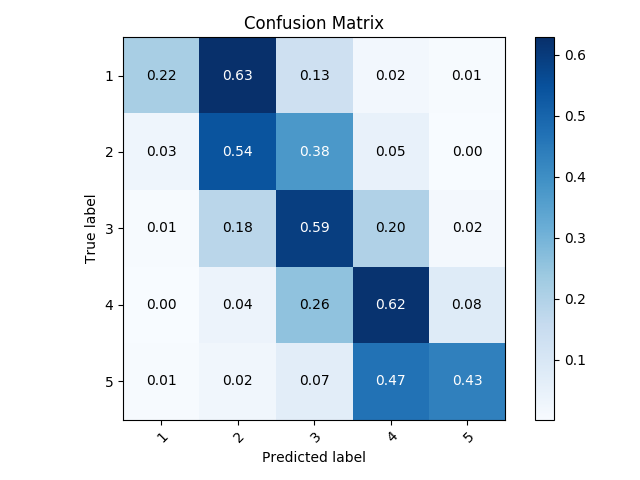 Confusion Matrix
1 0.22 0.63 0.13 0.02 0.01
2 0.03 0.54 0.38 0.05 0.00
3 0.01 0.18 0.59 0.20 0.02
4 0.00 0.04 0.26 0.62 0.08
5 0.01 0.02 0.07 0.47 0.43
1 2 3 4 5
Predicted label
True label
0.6
0.5
0.4
0.3
0.2
0.1